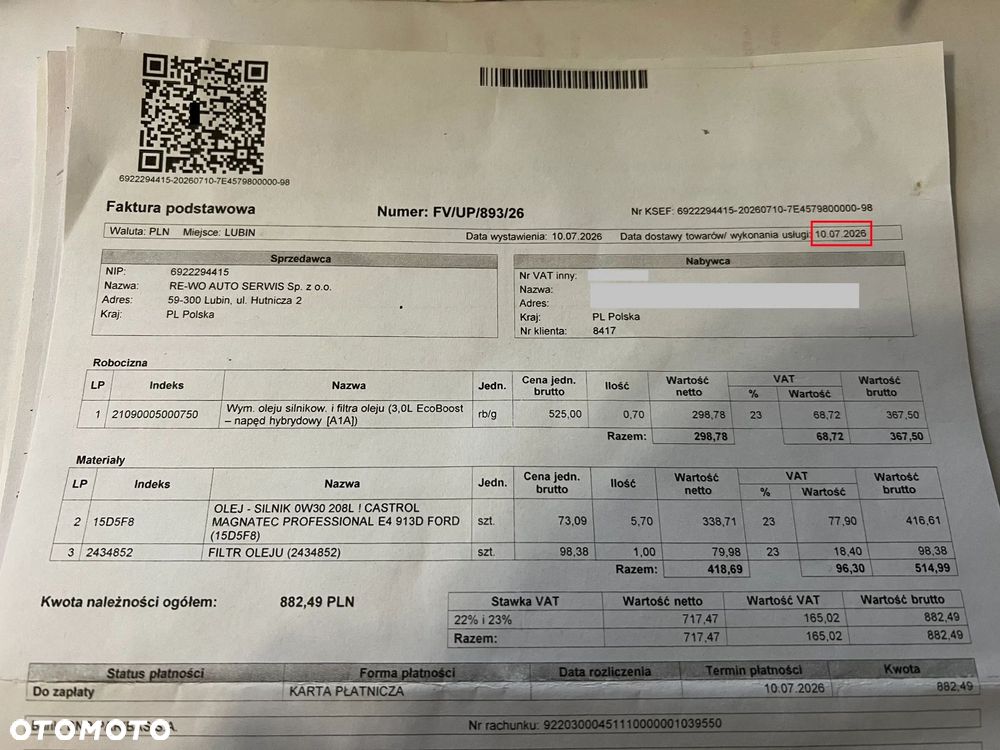 6922294415-20260710-7E4579800000-98
Faktura podstawowa
Numer: FV/UP/893/26
Nr KSEF: 6922294415-20260710-7E4579800000-98
Waluta: PLN Miejsce: LUBIN
Data wystawienia: 10.07.2026 Data dostawy towarów/ wykonania usługi: 10.07.2026
Sprzedawca
NIP: 6922294415
Nazwa: RE-WO AUTO SERWIS Sp. z o.o.
Adres: 59-300 Lubin, ul. Hutnicza 2
Kraj: PL Polska
Nabywca
Nr VAT inny:
Nazwa:
Adres:
Kraj: PL Polska
Nr klienta: 8417
Robocizna
LP Indeks Nazwa Jedn. Cena jedn. brutto Ilość Wartość netto VAT % Wartość Wartość brutto
1 21090005000750 Wym. oleju silnikow. i filtra oleju (3,0L EcoBoost – napęd hybrydowy [A1A]) rb/g 525,00 0,70 298,78 23 68,72 367,50
Razem: 298,78 68,72 367,50
Materiały
LP Indeks Nazwa Jedn. Cena jedn. brutto Ilość Wartość netto VAT % Wartość Wartość brutto
2 15D5F8 OLEJ - SILNIK 0W30 208L ! CASTROL MAGNATEC PROFESSIONAL E4 913D FORD (15D5F8) szt. 73,09 5,70 338,71 23 77,90 416,61
3 2434852 FILTR OLEJU (2434852) szt. 98,38 1,00 79,98 23 18,40 98,38
Razem: 418,69 96,30 514,99
Kwota należności ogółem: 882,49 PLN
Stawka VAT Wartość netto Wartość VAT Wartość brutto
22% i 23% 717,47 165,02 882,49
Razem: 717,47 165,02 882,49
Status płatności Forma płatności Data rozliczenia Termin płatności Kwota
Do zapłaty KARTA PŁATNICZA 10.07.2026 882,49
Nr rachunku: 92203000451110000001039550
OTOMOTO